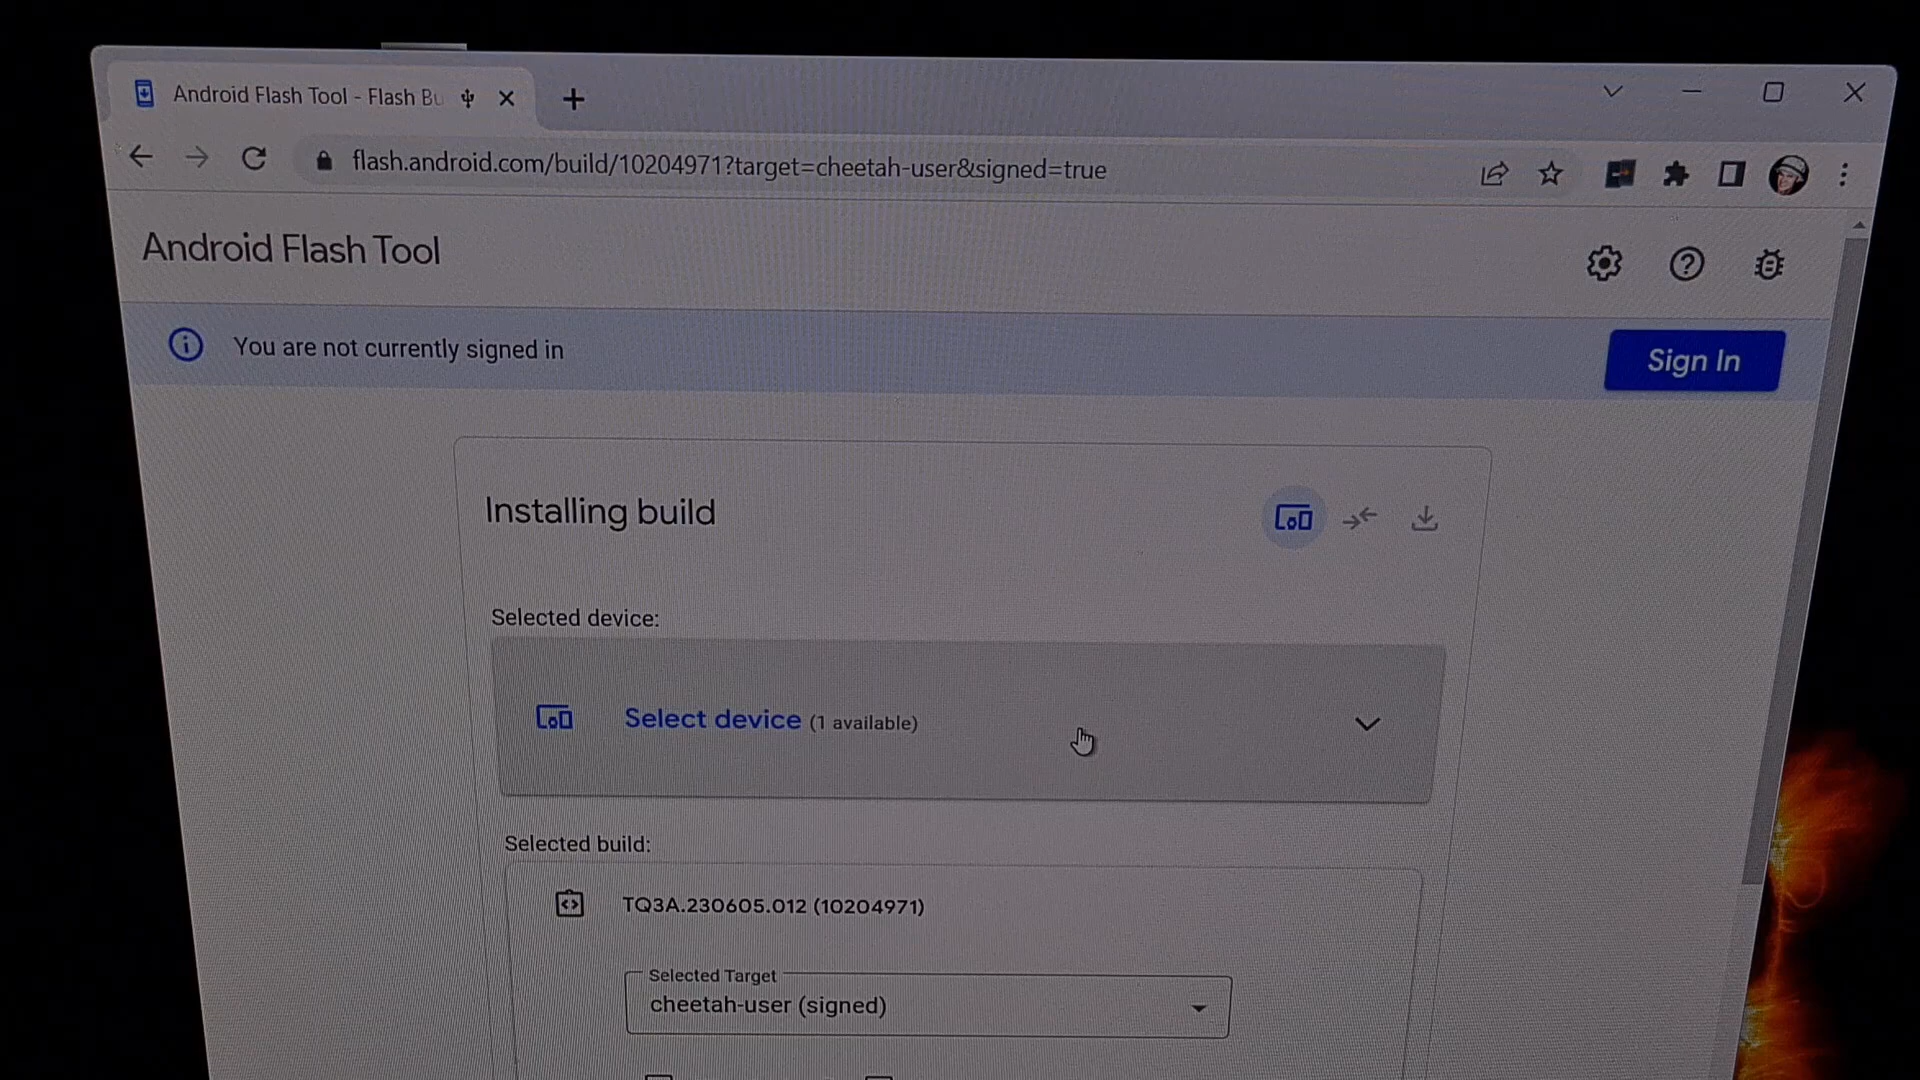 Android Flash Tool - Flash Bu
flash.android.com/build/10204971?target=cheetah-user&signed=true
Android Flash Tool
You are not currently signed in
Sign In
Installing build
Selected device:
Select device (1 available)
Selected build:
TQ3A.230605.012 (10204971)
Selected Target
cheetah-user (signed)